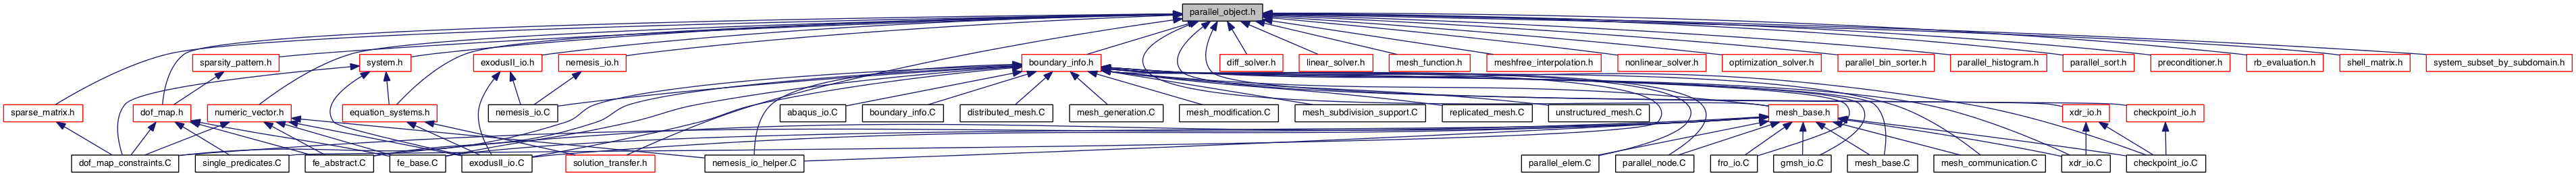 parallel_object.h
sparsity_pattern.h
system.h
exodusII_io.h
nemesis_io.h
boundary_info.h
diff_solver.h
linear_solver.h
mesh_function.h
meshfree_interpolation.h
nonlinear_solver.h
optimization_solver.h
parallel_bin_sorter.h
parallel_histogram.h
parallel_sort.h
preconditioner.h
rb_evaluation.h
shell_matrix.h
system_subset_by_subdomain.h
sparse_matrix.h
dof_map.h
numeric_vector.h
equation_systems.h
nemesis_io.C
abaqus_io.C
boundary_info.C
distributed_mesh.C
mesh_generation.C
mesh_modification.C
mesh_subdivision_support.C
replicated_mesh.C
unstructured_mesh.C
mesh_base.h
xdr_io.h
checkpoint_io.h
dof_map_constraints.C
single_predicates.C
fe_abstract.C
fe_base.C
exodusII_io.C
solution_transfer.h
nemesis_io_helper.C
parallel_elem.C
parallel_node.C
fro_io.C
gmsh_io.C
mesh_base.C
mesh_communication.C
xdr_io.C
checkpoint_io.C